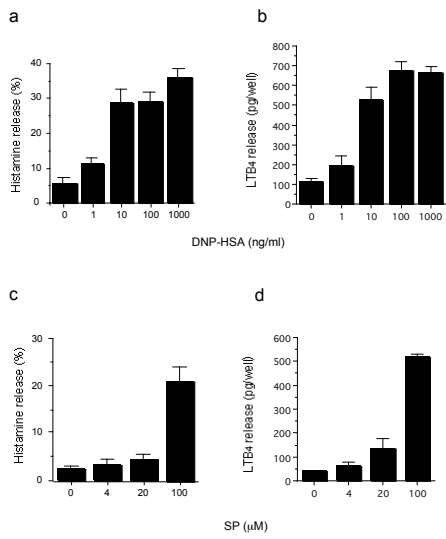 a
b
Histamine release (%)
40
30
20
10
0
0 1 10 100 1000
LTB4 release (pg/well)
800
700
600
500
400
300
200
100
0
0 1 10 100 1000
DNP-HSA (ng/ml)
c
d
Histamine release (%)
30
20
10
0
0 4 20 100
LTB4 release (pg/well)
600
500
400
300
200
100
0
0 4 20 100
SP (µM)